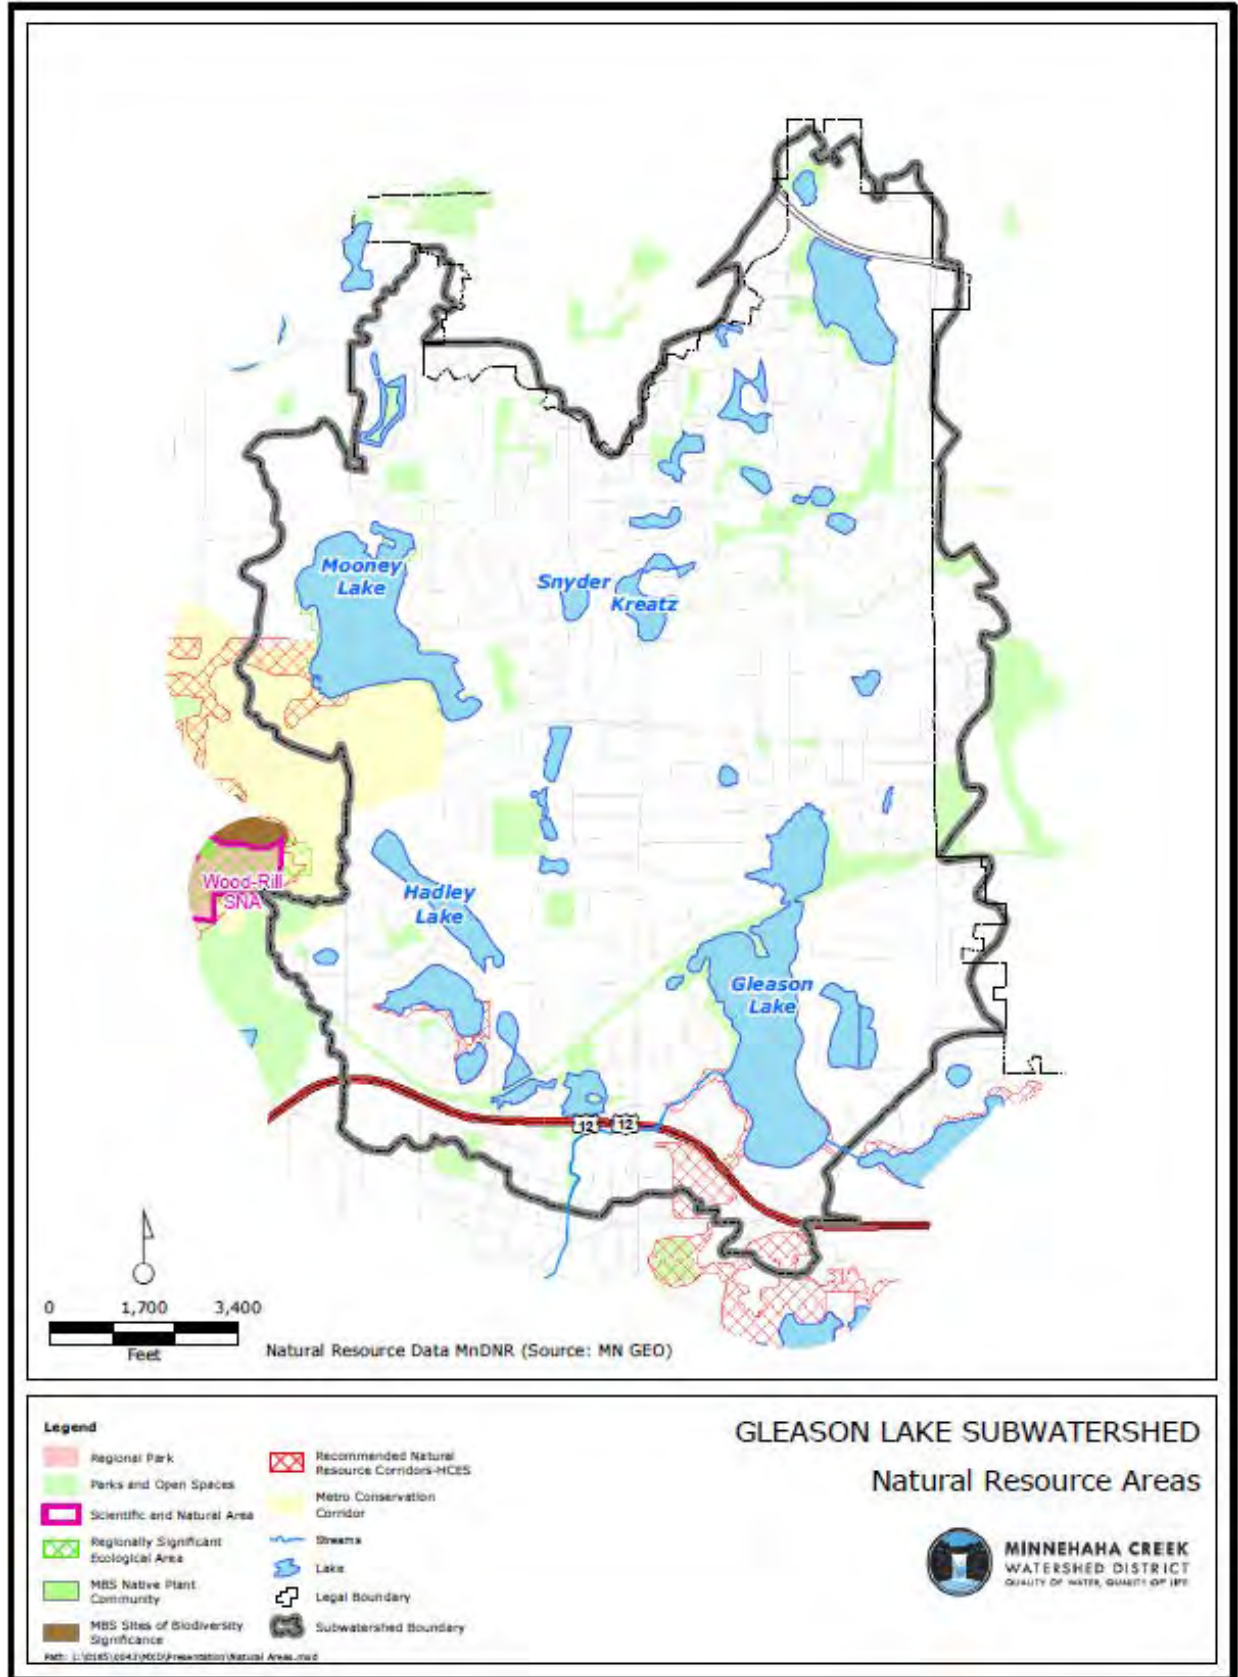 Mooney
Lake
Snyder
Kreatz
Wood-Rill
SNA
Hadley
Lake
Gleason
Lake
12 12
0 1,700 3,400
Feet
Natural Resource Data MnDNR (Source: MN GEO)
Legend
Regional Park
Parks and Open Spaces
Scientific and Natural Area
Regionally Significant
Ecological Area
MBS Native Plant
Community
MBS Sites of Biodiversity
Significance
Recommended Natural
Resource Corridors-HCES
Metro Conservation
Corridor
Streams
Lake
Legal Boundary
Subwatershed Boundary
GLEASON LAKE SUBWATERSHED
Natural Resource Areas
MINNEHAHA CREEK
WATERSHED DISTRICT
QUALITY OF WATER, QUALITY OF LIFE